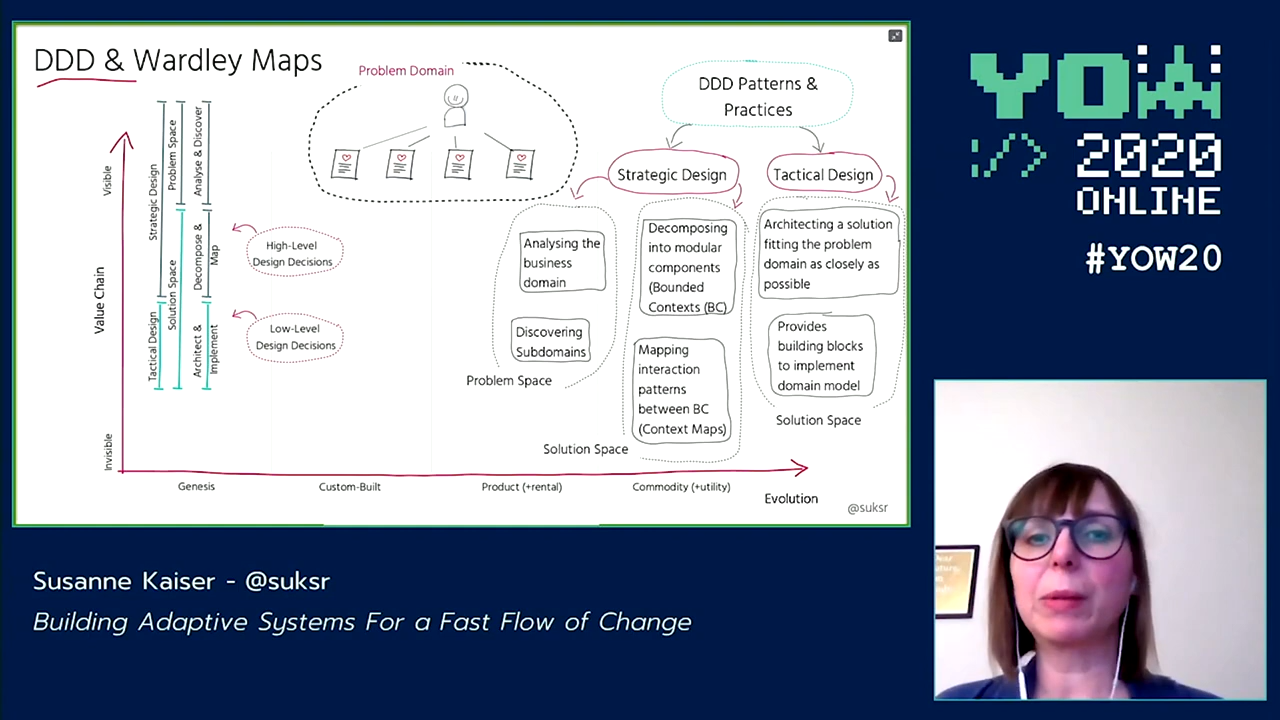 DDD & Wardley Maps
Problem Domain
DDD Patterns &
Practices
Strategic Design
Tactical Design
Analysing the
business
domain
Discovering
Subdomains
Problem Space
Decomposing
into modular
components
(Bounded
Contexts (BC)
Mapping
interaction
patterns
between BC
(Context Maps)
Solution Space
Architecting a solution
fitting the problem
domain as closely as
possible
Provides
building blocks
to implement
domain model
Solution Space
Value Chain
Visible
Invisible
Strategic Design
Tactical Design
Problem Space
Solution Space
Analyse & Discover
Decompose &
Map
Architect &
Implement
High-Level
Design Decisions
Low-Level
Design Decisions
Genesis
Custom-Built
Product (+rental)
Commodity (+utility)
Evolution
@suksr
YOW
:/>
2020
ONLINE
#YOW20
Susanne Kaiser - @suksr
Building Adaptive Systems For a Fast Flow of Change